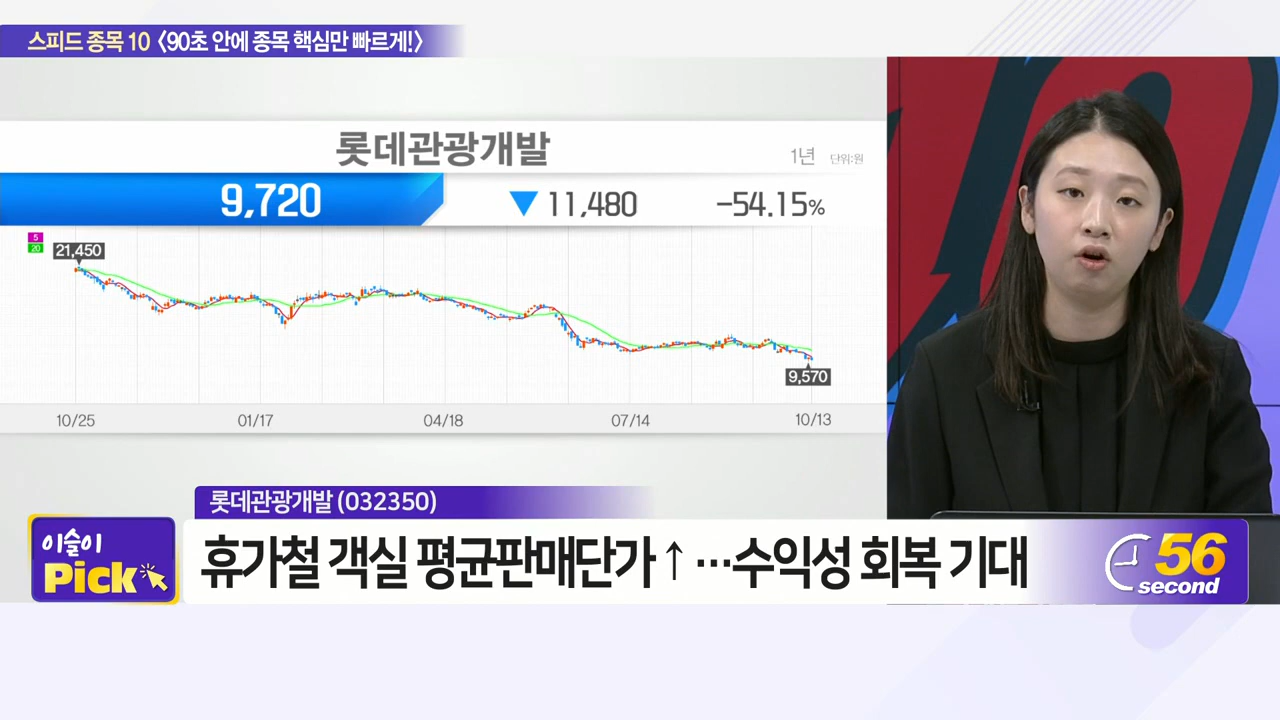 스피드 종목 10 〈90초 안에 종목 핵심만 빠르게!〉
롯데관광개발
1년 단위:원
9,720 ▼ 11,480 -54.15%
5
20
21,450
9,570
10/25 01/17 04/18 07/14 10/13
롯데관광개발 (032350)
이슬이
Pick
휴가철 객실 평균판매단가↑…수익성 회복 기대
56
second